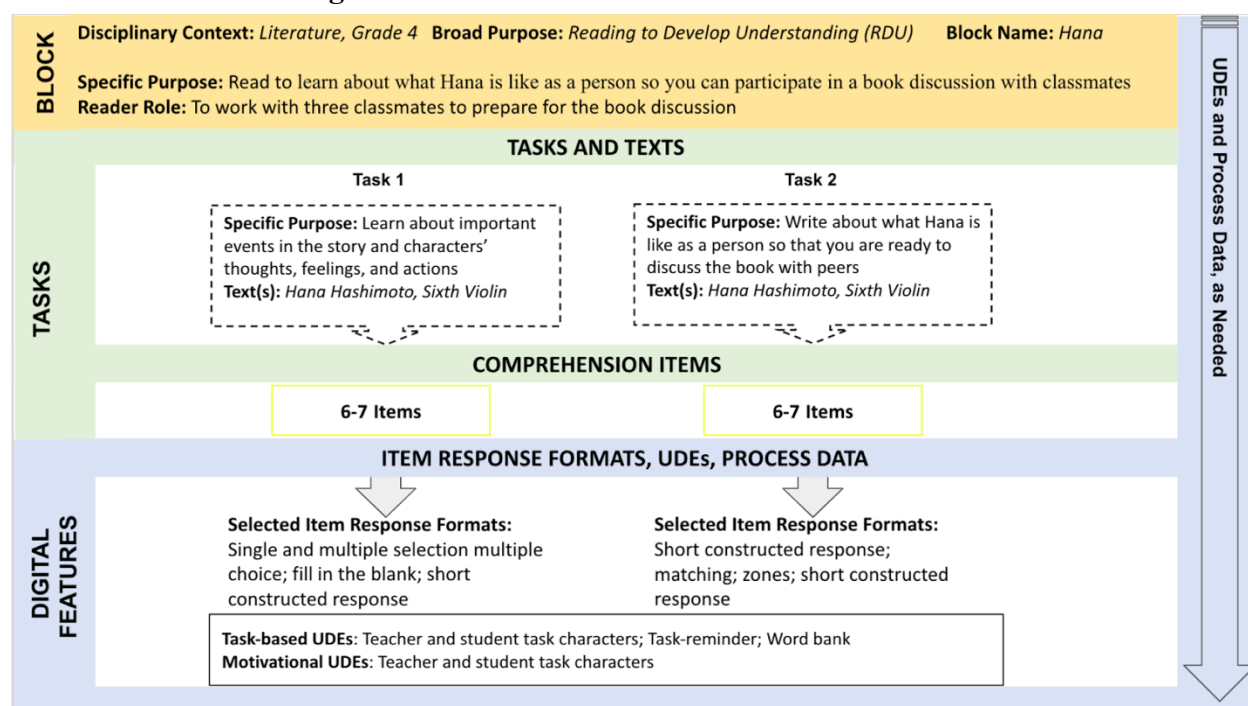 BLOCK
Disciplinary Context: Literature, Grade 4 Broad Purpose: Reading to Develop Understanding (RDU) Block Name: Hana
Specific Purpose: Read to learn about what Hana is like as a person so you can participate in a book discussion with classmates
Reader Role: To work with three classmates to prepare for the book discussion
UDEs and Process Data, as Needed
TASKS
TASKS AND TEXTS
Task 1
Specific Purpose: Learn about important
events in the story and characters’
thoughts, feelings, and actions
Text(s): Hana Hashimoto, Sixth Violin
Task 2
Specific Purpose: Write about what Hana is
like as a person so that you are ready to
discuss the book with peers
Text(s): Hana Hashimoto, Sixth Violin
COMPREHENSION ITEMS
6-7 Items
6-7 Items
DIGITAL
FEATURES
ITEM RESPONSE FORMATS, UDEs, PROCESS DATA
Selected Item Response Formats:
Single and multiple selection multiple
choice; fill in the blank; short
constructed response
Selected Item Response Formats:
Short constructed response;
matching; zones; short constructed
response
Task-based UDEs: Teacher and student task characters; Task-reminder; Word bank
Motivational UDEs: Teacher and student task characters